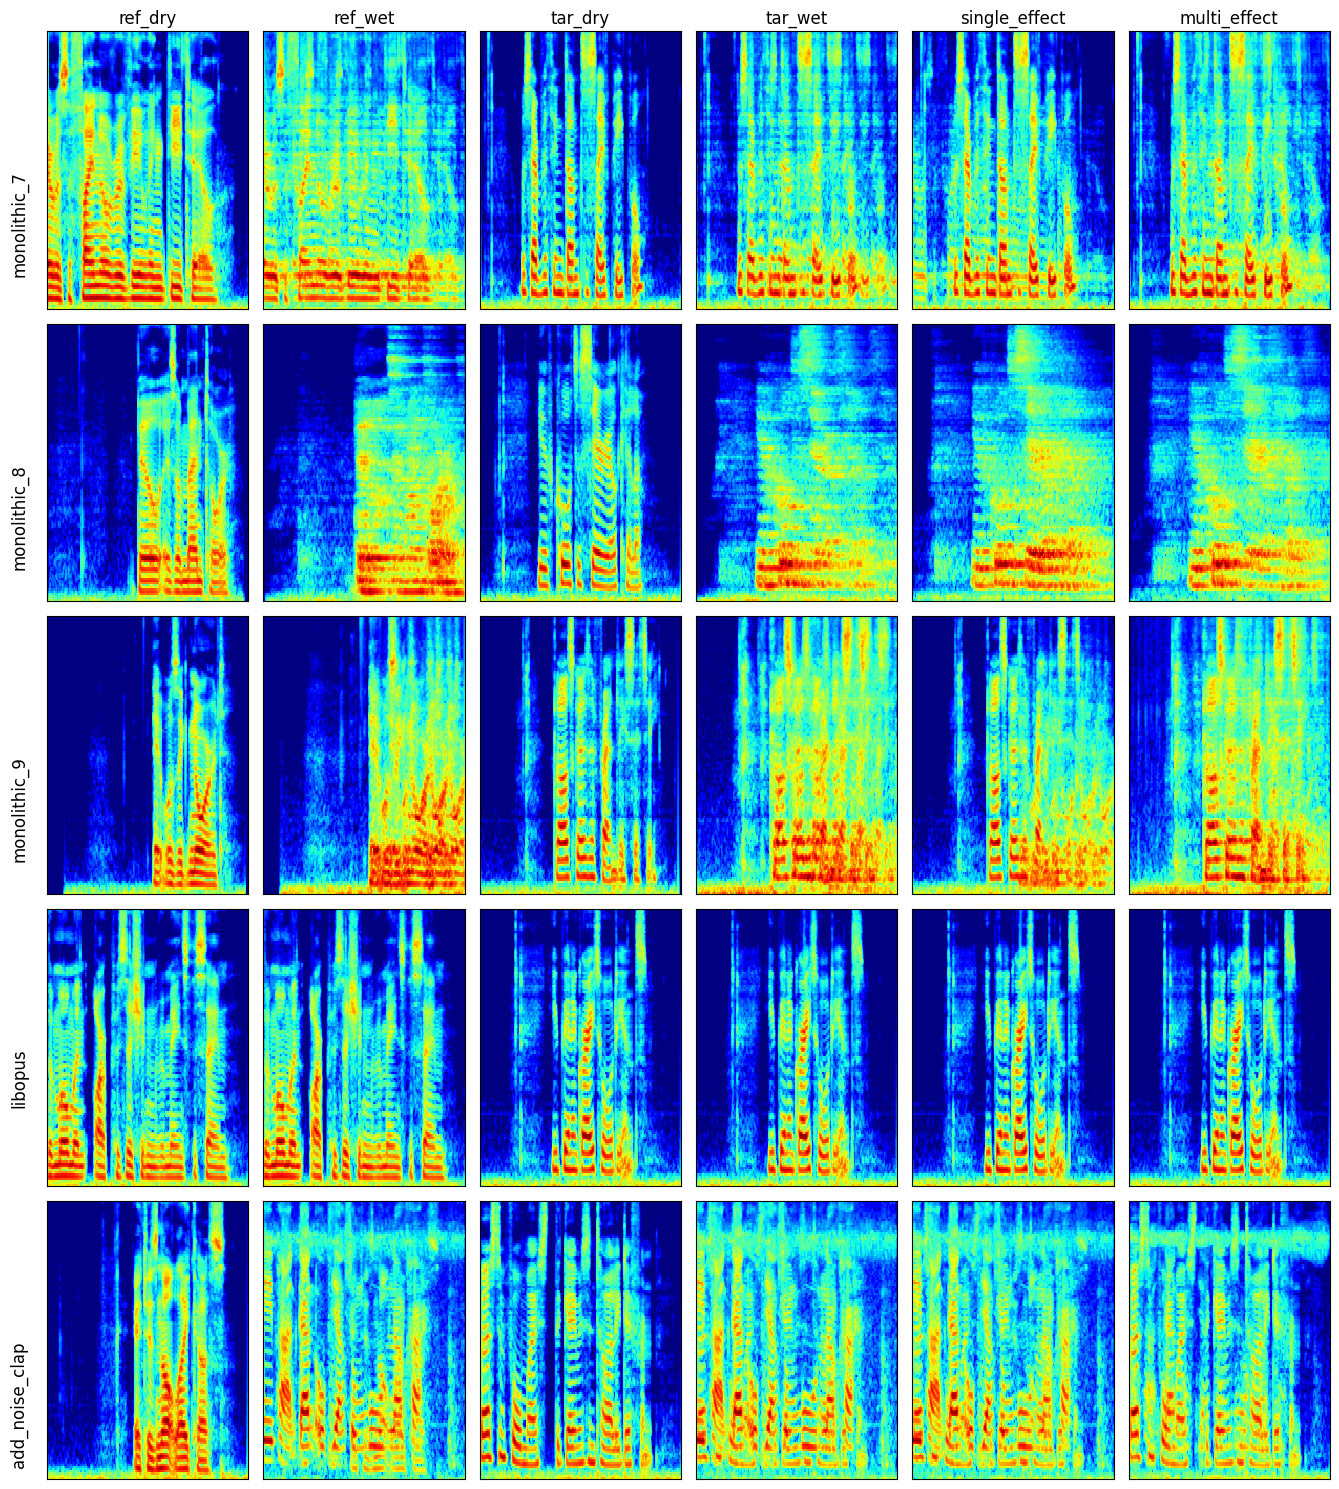 ref_dry ref_wet tar_dry tar_wet single_effect multi_effect
monolithic_7
monolithic_8
monolithic_9
libopus
add_noise_clap